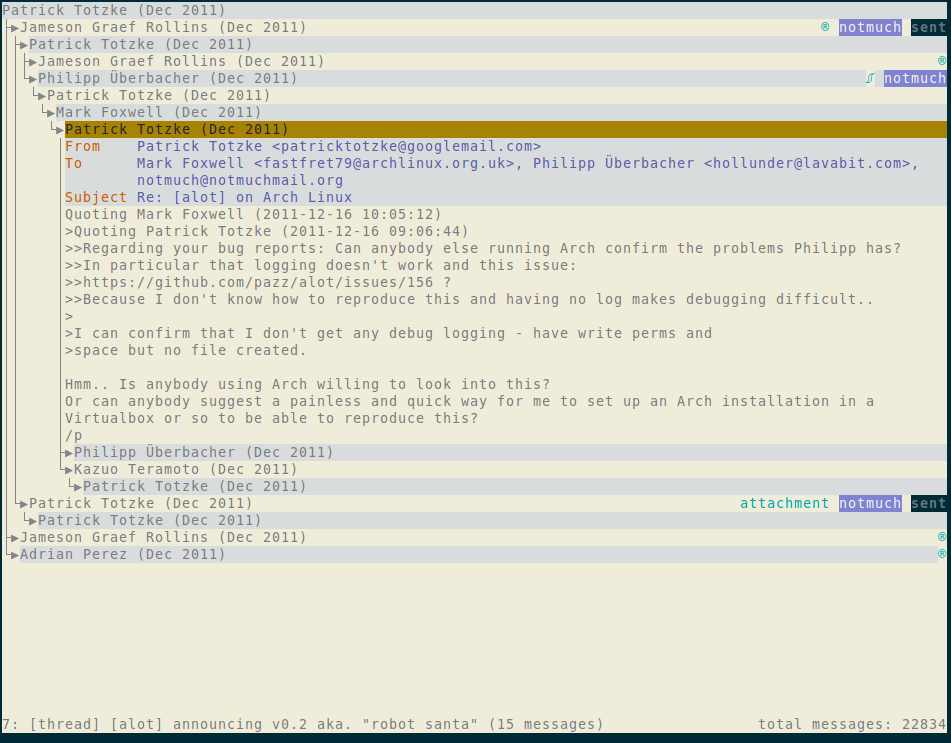 Patrick Totzke (Dec 2011)
Jameson Graef Rollins (Dec 2011) ® notmuch sent
Patrick Totzke (Dec 2011)
Jameson Graef Rollins (Dec 2011) ®
Philipp Überbacher (Dec 2011) notmuch
Patrick Totzke (Dec 2011)
Mark Foxwell (Dec 2011)
Patrick Totzke (Dec 2011)
From Patrick Totzke <patricktotzke@googlemail.com>
To Mark Foxwell <fastfret79@archlinux.org.uk>, Philipp Überbacher <hollunder@lavabit.com>,
notmuch@notmuchmail.org
Subject Re: [alot] on Arch Linux
Quoting Mark Foxwell (2011-12-16 10:05:12)
>Quoting Patrick Totzke (2011-12-16 09:06:44)
>>Regarding your bug reports: Can anybody else running Arch confirm the problems Philipp has?
>>In particular that logging doesn't work and this issue:
>>https://github.com/pazz/alot/issues/156 ?
>>Because I don't know how to reproduce this and having no log makes debugging difficult..
>
>I can confirm that I don't get any debug logging - have write perms and
>space but no file created.
Hmm.. Is anybody using Arch willing to look into this?
Or can anybody suggest a painless and quick way for me to set up an Arch installation in a
Virtualbox or so to be able to reproduce this?
/p
Philipp Überbacher (Dec 2011)
Kazuo Teramoto (Dec 2011)
Patrick Totzke (Dec 2011)
Patrick Totzke (Dec 2011) attachment notmuch sent
Patrick Totzke (Dec 2011)
Jameson Graef Rollins (Dec 2011) ®
Adrian Perez (Dec 2011) ®
7: [thread] [alot] announcing v0.2 aka. "robot santa" (15 messages) total messages: 22834